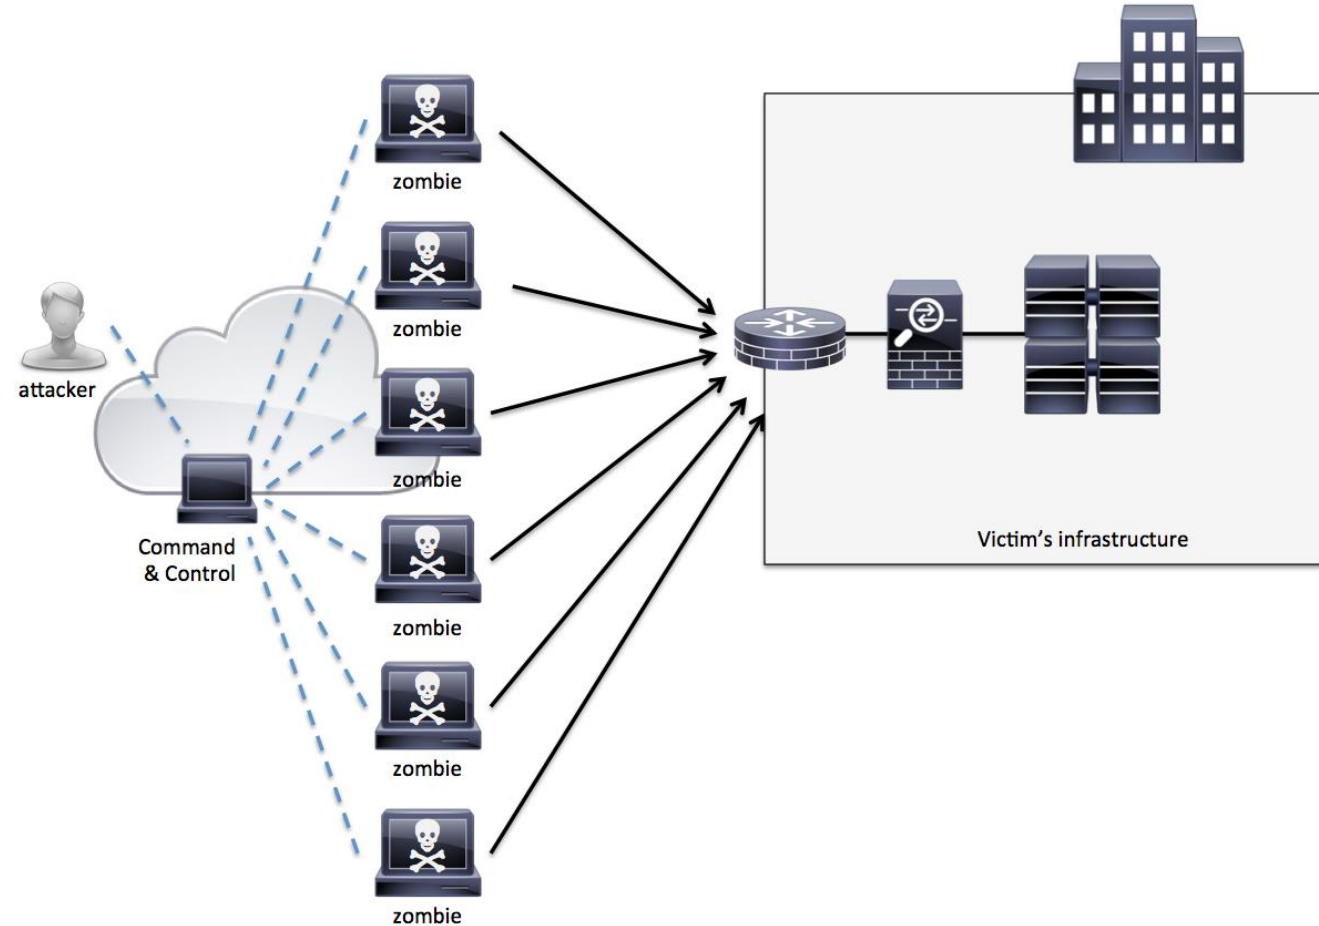 zombie
zombie
attacker
zombie
Command
& Control
Victim's infrastructure
zombie
zombie
zombie